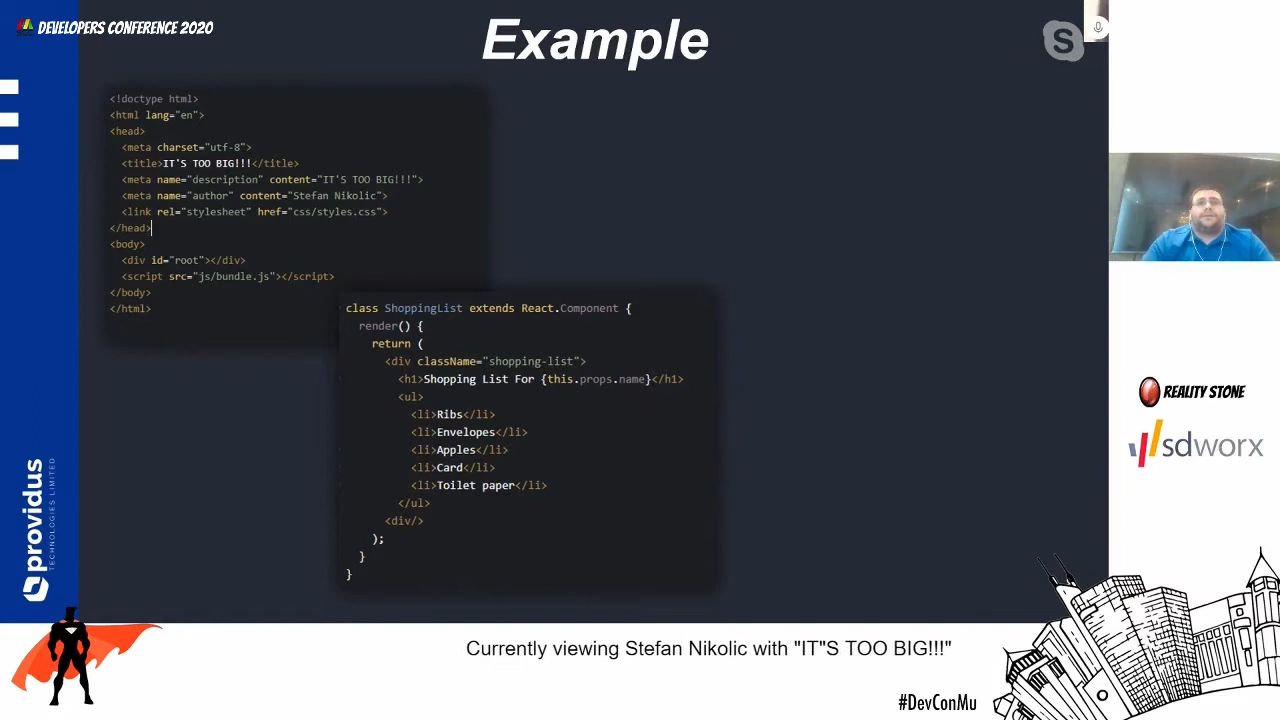 DEVELOPERS CONFERENCE 2020
Example
S
<!doctype html>
<html lang="en">
<head>
<meta charset="utf-8">
<title>IT'S TOO BIG!!!</title>
<meta name="description" content="IT'S TOO BIG!!!">
<meta name="author" content="Stefan Nikolic">
<link rel="stylesheet" href="css/styles.css">
</head>
<body>
<div id="root"></div>
<script src="js/bundle.js"></script>
</body>
</html>
class ShoppingList extends React.Component {
render() {
return (
<div className="shopping-list">
<h1>Shopping List For {this.props.name}</h1>
<ul>
<li>Ribs</li>
<li>Envelopes</li>
<li>Apples</li>
<li>Card</li>
<li>Toilet paper</li>
</ul>
<div/>
);
}
}
REALITY STONE
sdworx
providus
TECHNOLOGIES LIMITED
Currently viewing Stefan Nikolic with "IT"S TOO BIG!!!"
#DevConMu